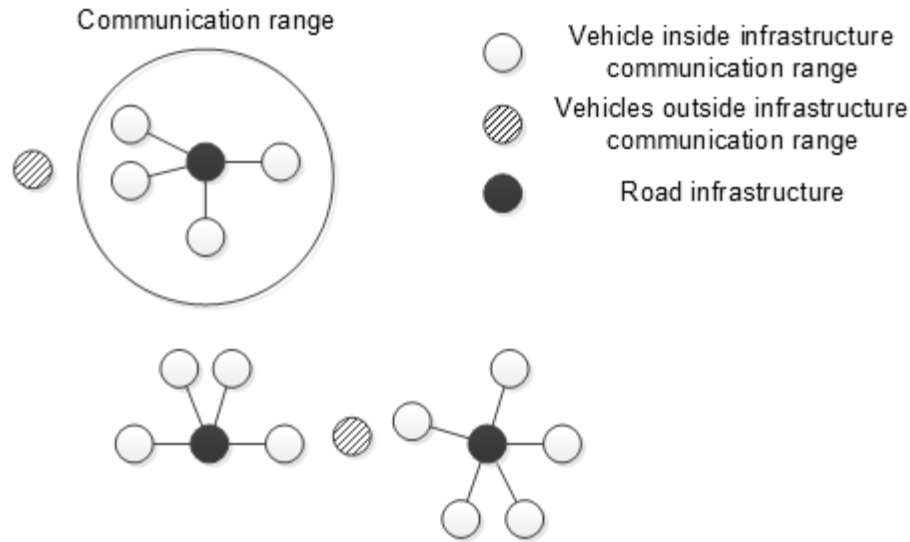 Communication range
Vehicle inside infrastructure
communication range
Vehicles outside infrastructure
communication range
Road infrastructure